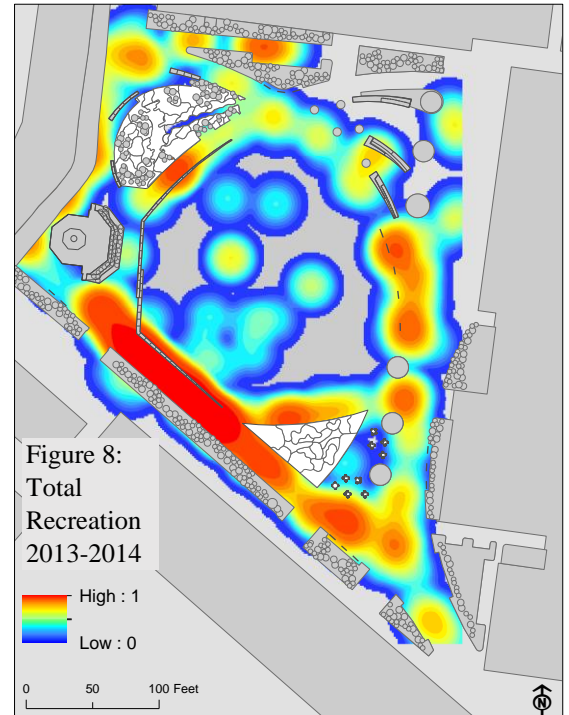 Figure 8:
Total
Recreation
2013-2014
High : 1
Low : 0
0 50 100 Feet
N